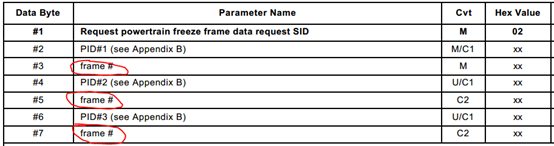 Data Byte Parameter Name Cvt Hex Value
#1 Request powertrain freeze frame data request SID M 02
#2 PID#1 (see Appendix B) M/C1 xx
#3 frame # M xx
#4 PID#2 (see Appendix B) U/C1 xx
#5 frame # C2 xx
#6 PID#3 (see Appendix B) U/C1 xx
#7 frame # C2 xx